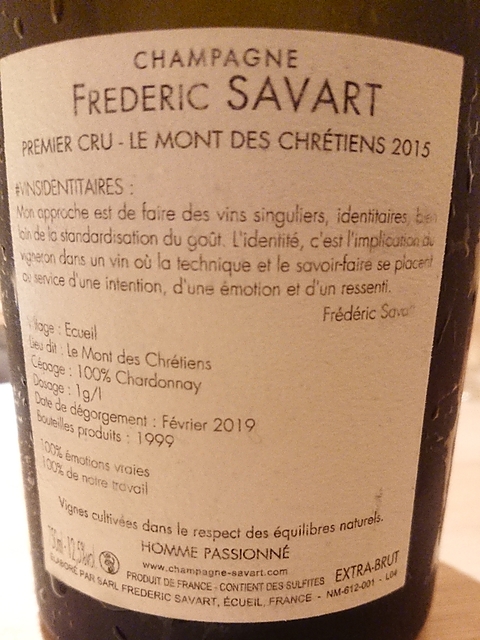 CHAMPAGNE
FREDERIC SAVART
PREMIER CRU - LE MONT DES CHRÉTIENS 2015
#VINSIDENTITAIRES :
Mon approche est de faire des vins singuliers, identitaires, bien
loin de la standardisation du goût. L'identité, c'est l'implication du
vigneron dans un vin où la technique et le savoir-faire se placent
au service d'une intention, d'une émotion et d'un ressenti.
Frédéric Savart
Village : Ecueil
Lieu dit : Le Mont des Chrétiens
Cépage : 100% Chardonnay
Dosage : 1g/l
Date de dégorgement : Février 2019
Bouteilles produits : 1999
100% émotions vraies
100% de notre travail
Vignes cultivées dans le respect des équilibres naturels.
750ml - 12,5%vol.
HOMME PASSIONNÉ
www.champagne-savart.com
PRODUIT DE FRANCE - CONTIENT DES SULFITES
EXTRA-BRUT
ÉLABORÉ PAR SARL FREDERIC SAVART, ÉCUEIL, FRANCE - NM-612-001 - L04